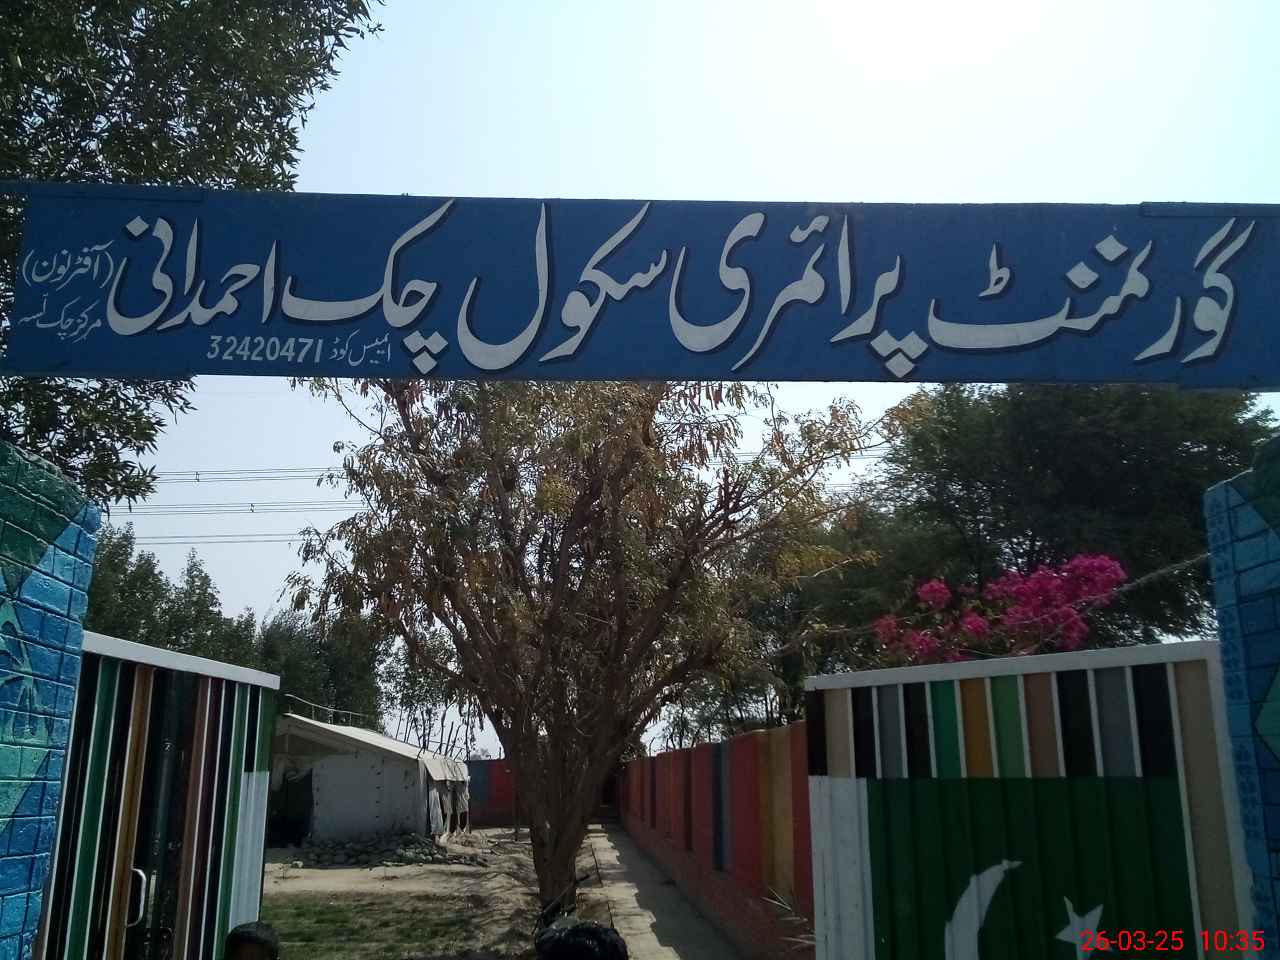 گورنمنٹ پرائمری سکول چک احمدانی
(آفٹرنون)
مرکز چک لسہ
ایمیس کوڈ 32420471
26-03-25 10:35